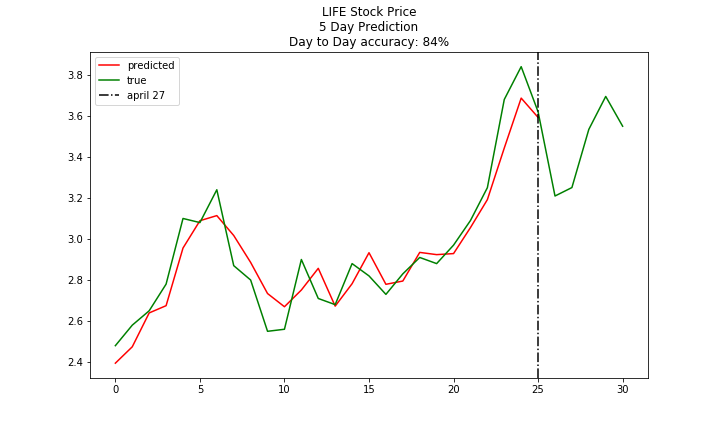 LIFE Stock Price
5 Day Prediction
Day to Day accuracy: 84%
predicted
true
april 27
3.8
3.6
3.4
3.2
3.0
2.8
2.6
2.4
0 5 10 15 20 25 30